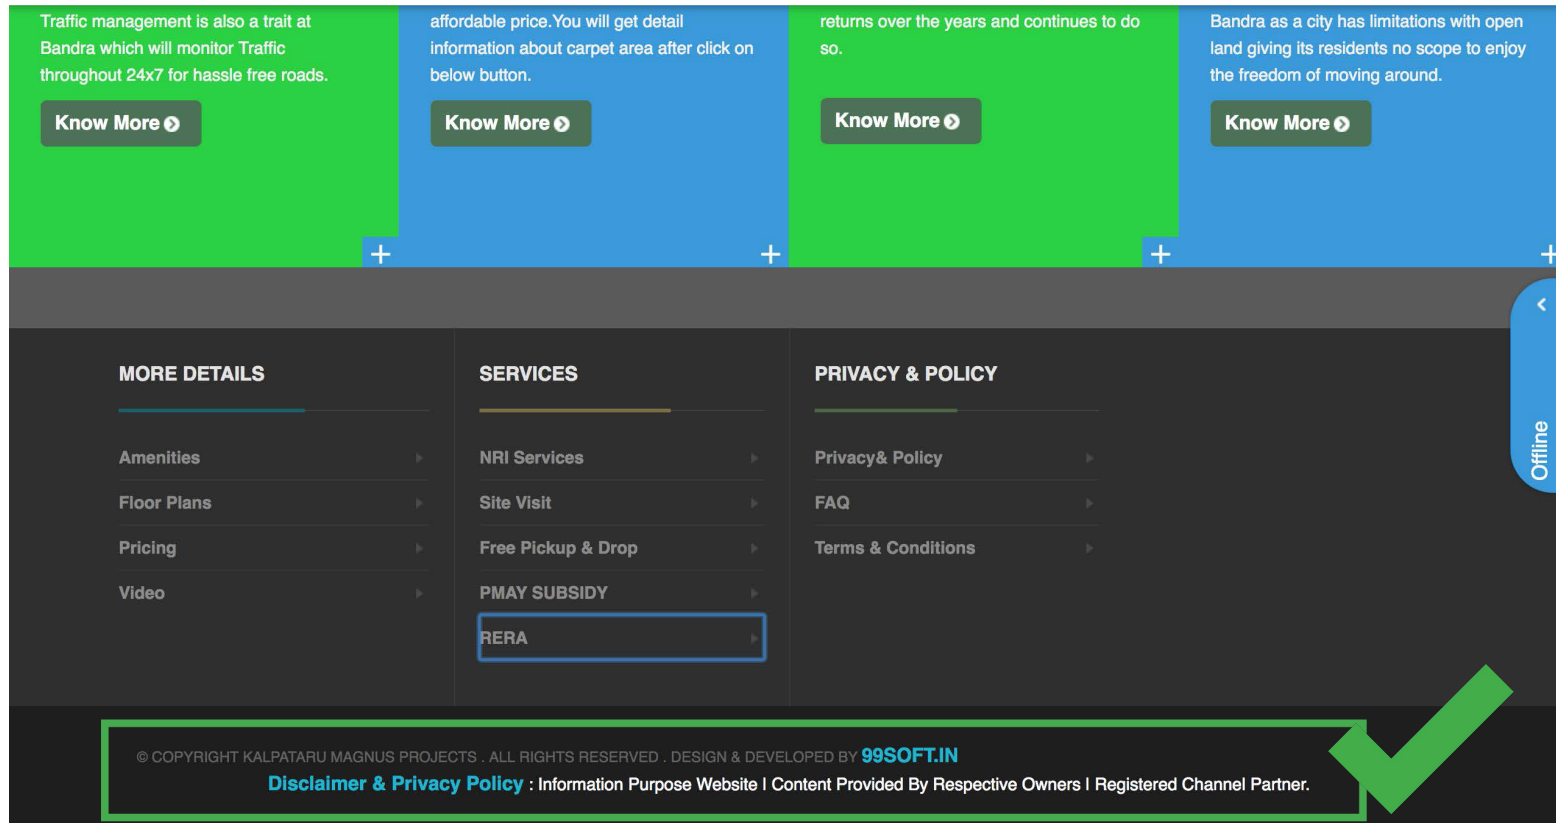 Traffic management is also a trait at
Bandra which will monitor Traffic
throughout 24x7 for hassle free roads.
Know More
affordable price.You will get detail
information about carpet area after click on
below button.
Know More
returns over the years and continues to do
so.
Know More
Bandra as a city has limitations with open
land giving its residents no scope to enjoy
the freedom of moving around.
Know More
+
+
+
+
Offline
MORE DETAILS
Amenities
Floor Plans
Pricing
Video
SERVICES
NRI Services
Site Visit
Free Pickup & Drop
PMAY SUBSIDY
RERA
PRIVACY & POLICY
Privacy& Policy
FAQ
Terms & Conditions
© COPYRIGHT KALPATARU MAGNUS PROJECTS . ALL RIGHTS RESERVED . DESIGN & DEVELOPED BY 99SOFT.IN
Disclaimer & Privacy Policy : Information Purpose Website I Content Provided By Respective Owners I Registered Channel Partner.